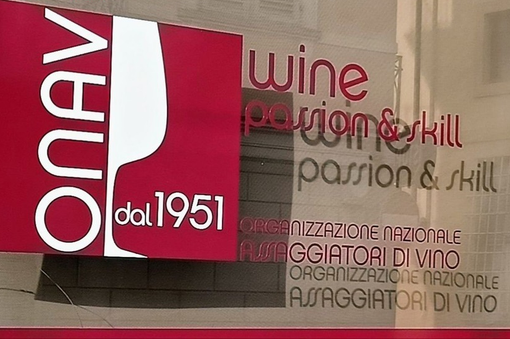 ONAV
dal 1951
wine
passion & skill
wine
passion & skill
ORGANIZZAZIONE NAZIONALE
ASSAGGIATORI DI VINO
ORGANIZZAZIONE NAZIONALE
ASSAGGIATORI DI VINO